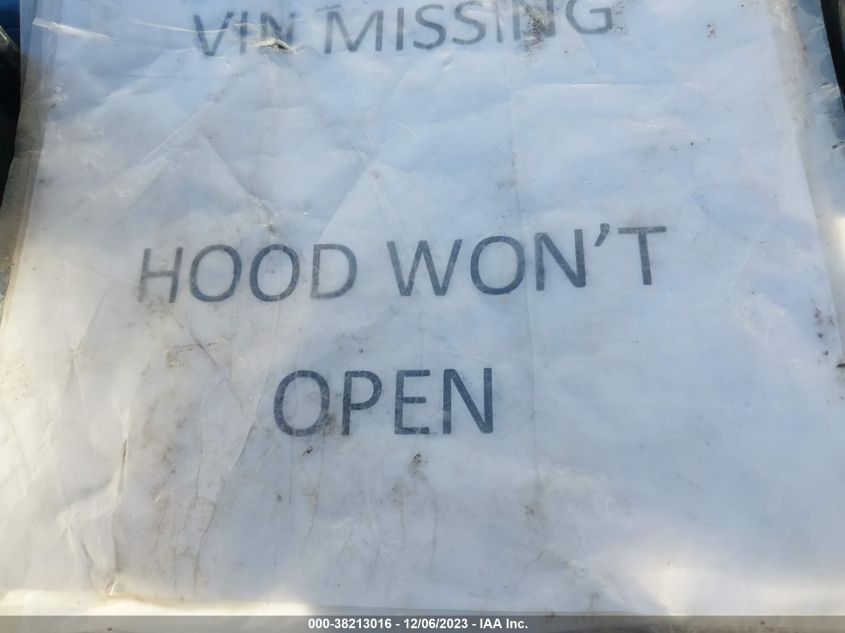 VIN MISSING
HOOD WON'T
OPEN
000-38213016 - 12/06/2023 - IAA Inc.